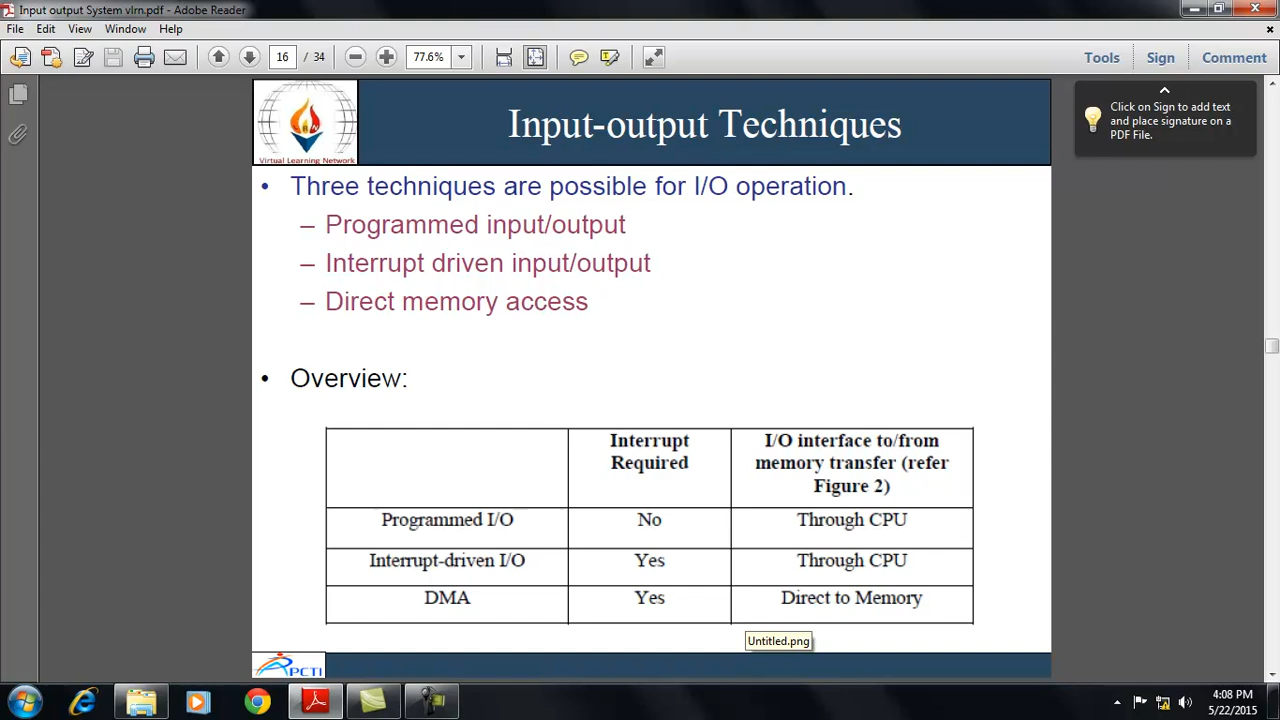 Input output System vlrn.pdf - Adobe Reader
File Edit View Window Help
16 / 34 77.6% Tools Sign Comment
Click on Sign to add text
and place signature on a
PDF File.
Virtual Learning Network
Input-output Techniques
• Three techniques are possible for I/O operation.
– Programmed input/output
– Interrupt driven input/output
– Direct memory access
• Overview:
Interrupt Required I/O interface to/from memory transfer (refer Figure 2)
Programmed I/O No Through CPU
Interrupt-driven I/O Yes Through CPU
DMA Yes Direct to Memory
Untitled.png
PCTI
4:08 PM
5/22/2015